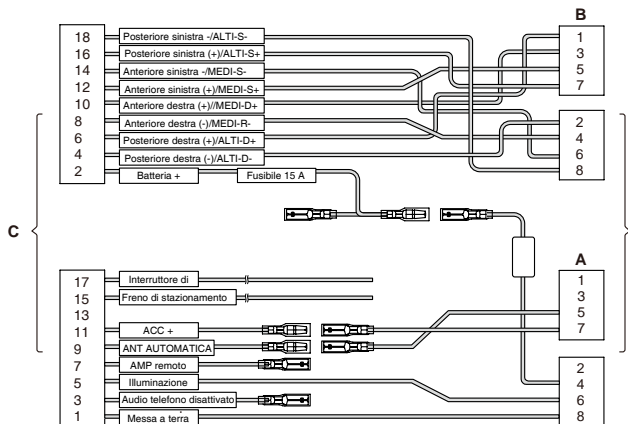 B
18 Posteriore sinistra -/ALTI-S- 1
16 Posteriore sinistra (+)/ALTI-S+ 3
14 Anteriore sinistra -/MEDI-S- 5
12 Anteriore sinistra (+)/MEDI-S+ 7
10 Anteriore destra (+)//MEDI-D+
8 Anteriore destra (-)/MEDI-R- 2
6 Posteriore destra (+)/ALTI-D+ 4
4 Posteriore destra (-)/ALTI-D- 6
2 Batteria + Fusibile 15 A 8
C
A
17 Interruttore di 1
15 Freno di stazionamento 3
13 5
11 ACC + 7
9 ANT AUTOMATICA
7 AMP remoto 2
5 Illuminazione 4
3 Audio telefono disattivato 6
1 Messa a terra 8